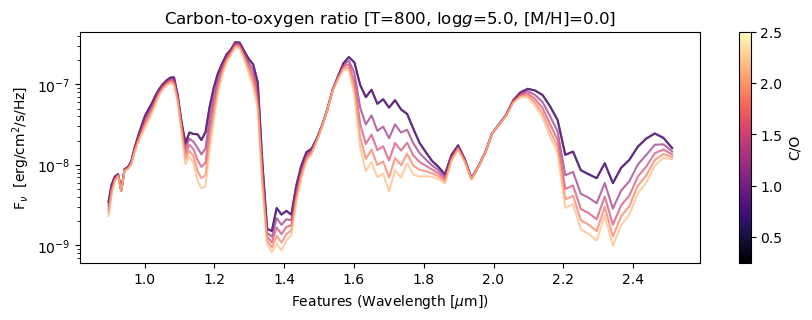 Carbon-to-oxygen ratio [T=800, logg=5.0, [M/H]=0.0]
F_ν [erg/cm²/s/Hz]
10⁻⁷
10⁻⁸
10⁻⁹
1.0 1.2 1.4 1.6 1.8 2.0 2.2 2.4
Features (Wavelength [μm])
2.5
2.0
1.5
1.0
0.5
C/O